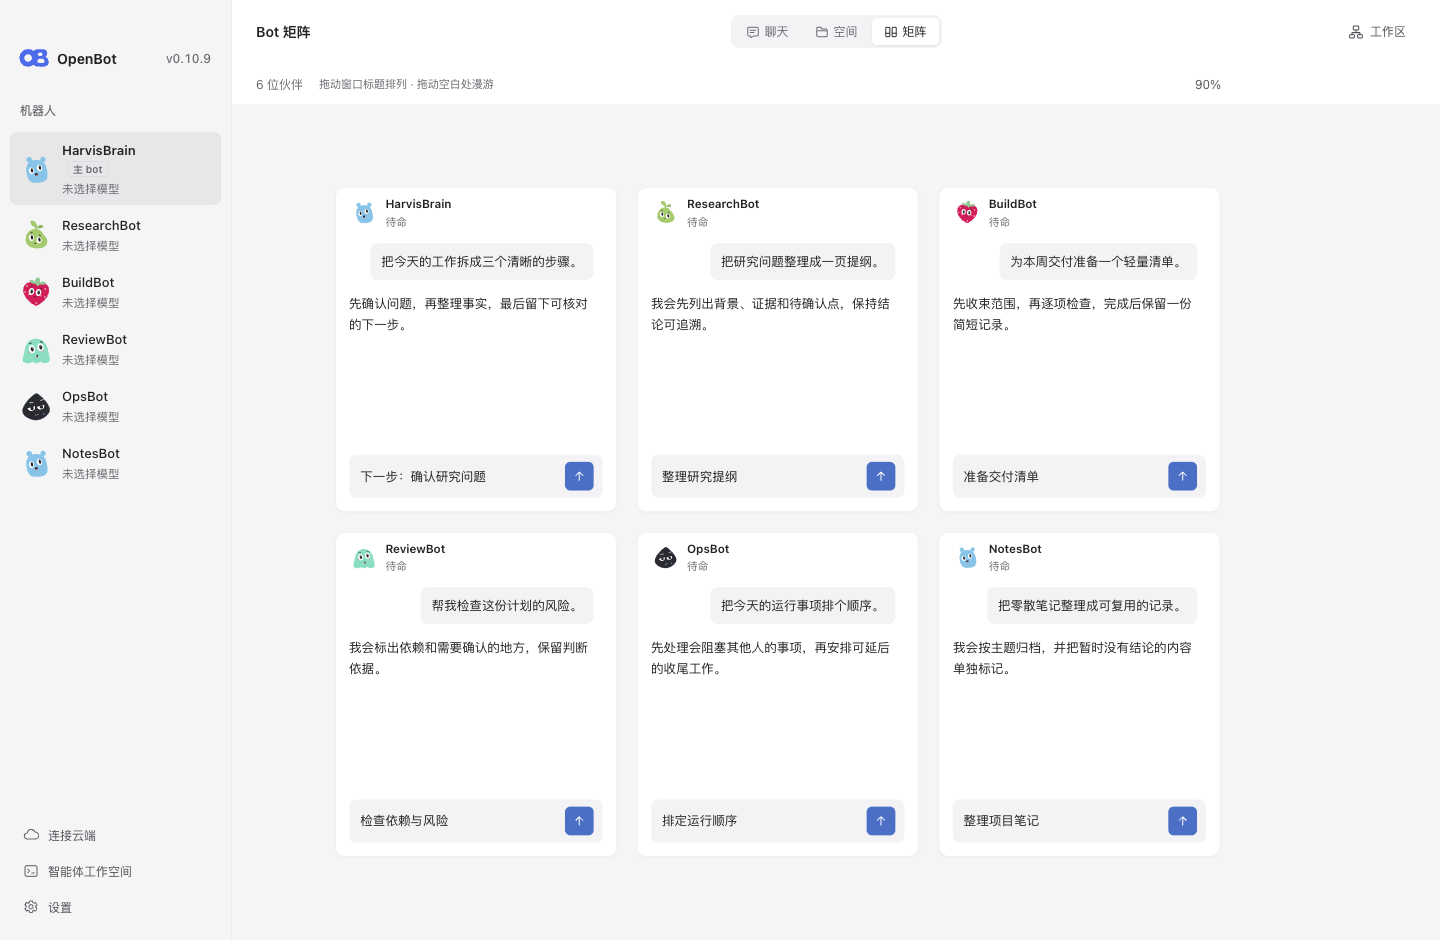 OpenBot v0.10.9
机器人
HarvisBrain
主 bot
未选择模型
ResearchBot
未选择模型
BuildBot
未选择模型
ReviewBot
未选择模型
OpsBot
未选择模型
NotesBot
未选择模型
连接云端
智能体工作空间
设置
Bot 矩阵
聊天
空间
矩阵
工作区
6 位伙伴
拖动窗口标题排列 · 拖动空白处漫游
90%
HarvisBrain
待命
把今天的工作拆成三个清晰的步骤。
先确认问题，再整理事实，最后留下可核对
的下一步。
下一步：确认研究问题
ResearchBot
待命
把研究问题整理成一页提纲。
我会先列出背景、证据和待确认点，保持结
论可追溯。
整理研究提纲
BuildBot
待命
为本周交付准备一个轻量清单。
先收束范围，再逐项检查，完成后保留一份
简短记录。
准备交付清单
ReviewBot
待命
帮我检查这份计划的风险。
我会标出依赖和需要确认的地方，保留判断
依据。
检查依赖与风险
OpsBot
待命
把今天的运行事项排个顺序。
先处理会阻塞其他人的事项，再安排可延后
的收尾工作。
排定运行顺序
NotesBot
待命
把零散笔记整理成可复用的记录。
我会按主题归档，并把暂时没有结论的内容
单独标记。
整理项目笔记